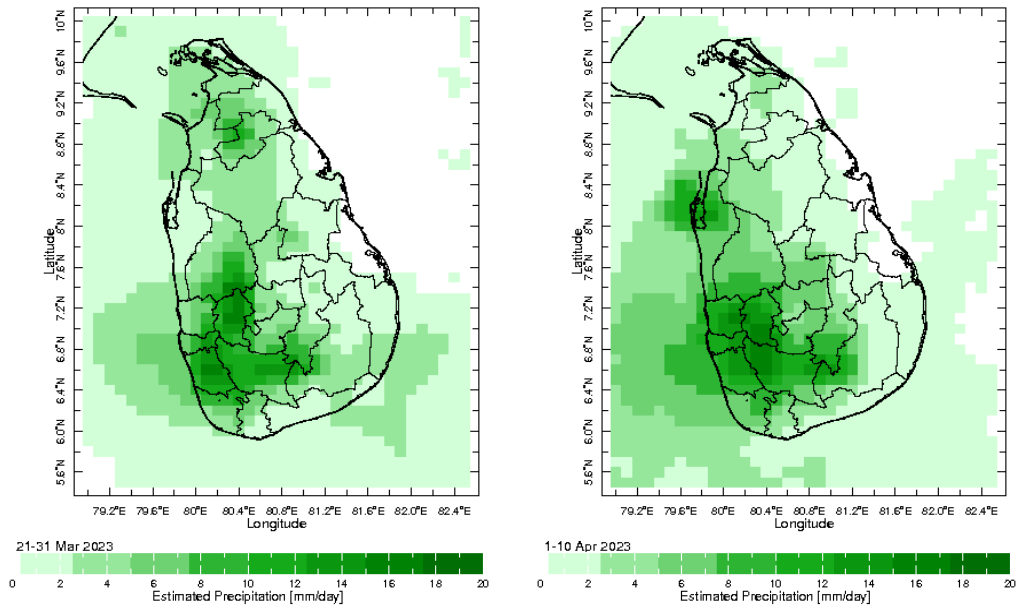 10°N
9.6°N
9.2°N
8.8°N
8.4°N
8°N
7.6°N
7.2°N
6.8°N
6.4°N
6.0°N
5.6°N
Latitude
79.2°E 79.6°E 80°E 80.4°E 80.8°E 81.2°E 81.6°E 82.0°E 82.4°E
Longitude
21-31 Mar 2023
0 2 4 6 8 10 12 14 16 18 20
Estimated Precipitation [mm/day]
10°N
9.6°N
9.2°N
8.8°N
8.4°N
8°N
7.6°N
7.2°N
6.8°N
6.4°N
6.0°N
5.6°N
Latitude
79.2°E 79.6°E 80°E 80.4°E 80.8°E 81.2°E 81.6°E 82.0°E 82.4°E
Longitude
1-10 Apr 2023
0 2 4 6 8 10 12 14 16 18 20
Estimated Precipitation [mm/day]